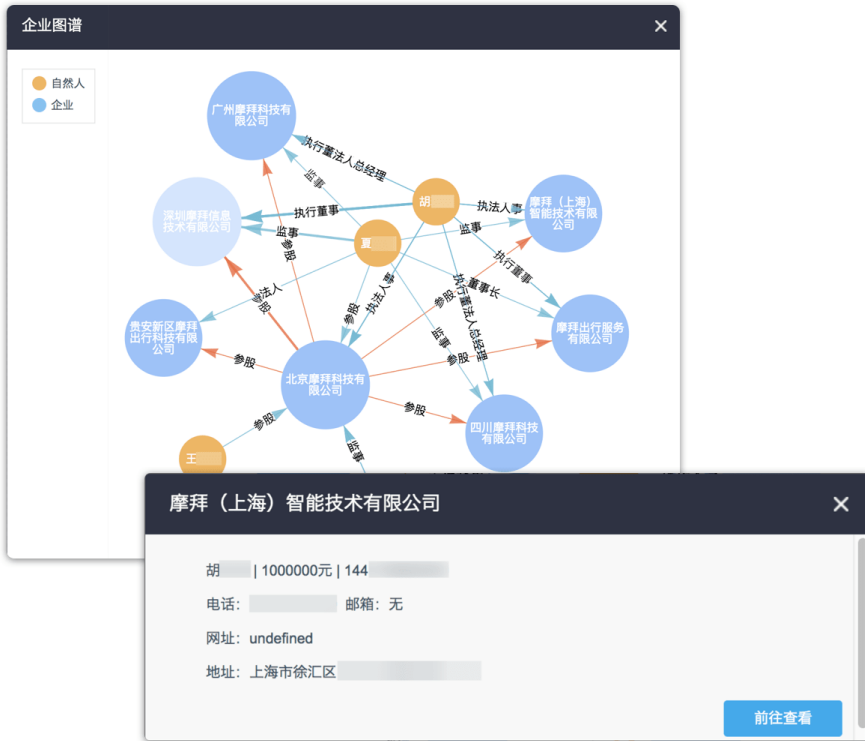 企业图谱
自然人
企业
广州摩拜科技有
限公司
执行董法人总经理
监事
胡
执法人事
摩拜（上海）
智能技术有限
公司
深圳摩拜信息
技术有限公司
执行董事
监事
参股
夏
监事
执行董事
法人
参股
参股
执法人事
参股
董事长
执行董法人总经理
贵安新区摩拜
出行科技有限
公司
监事
摩拜出行服务
有限公司
参股
参股
北京摩拜科技有
限公司
参股
参股
四川摩拜科技
有限公司
王
监事
摩拜（上海）智能技术有限公司
胡 | 1000000元 | 144
电话： 邮箱：无
网址：undefined
地址：上海市徐汇区
前往查看